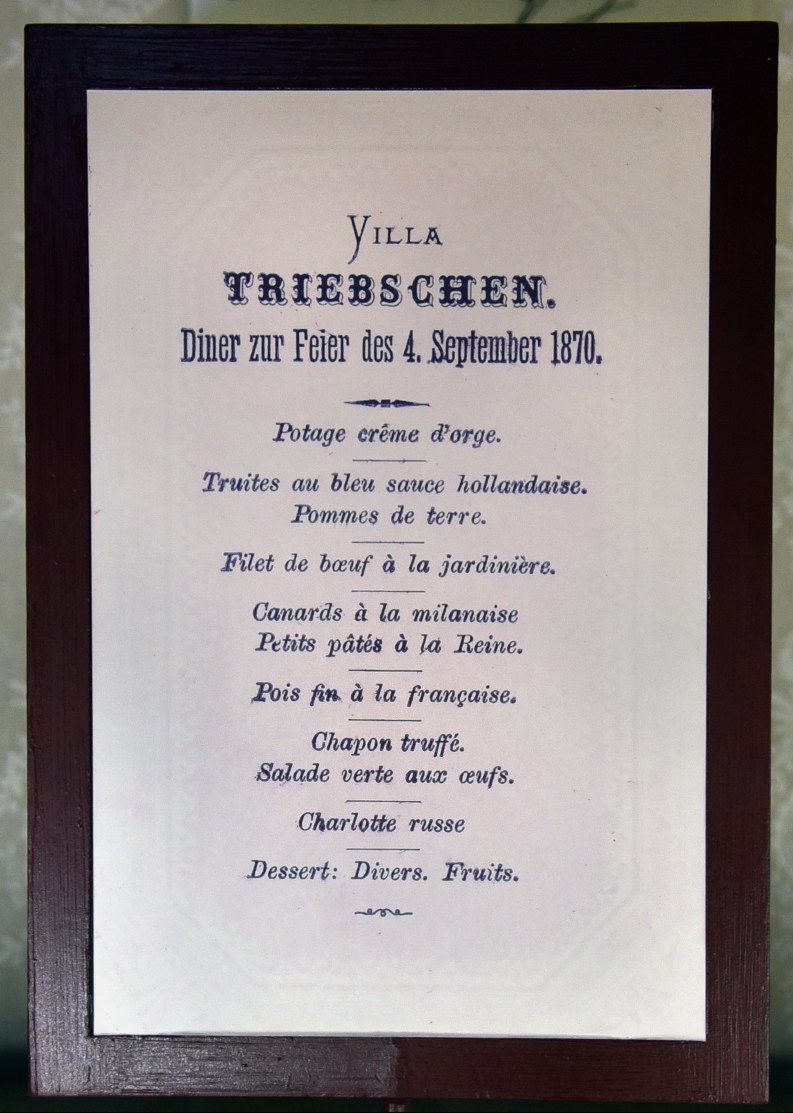 VILLA
TRIEBSCHEN.
Diner zur Feier des 4. September 1870.
Potage crême d'orge.
Truites au bleu sauce hollandaise.
Pommes de terre.
Filet de bœuf à la jardinière.
Canards à la milanaise
Petits pâtés à la Reine.
Pois fin à la française.
Chapon truffé.
Salade verte aux œufs.
Charlotte russe
Dessert: Divers. Fruits.